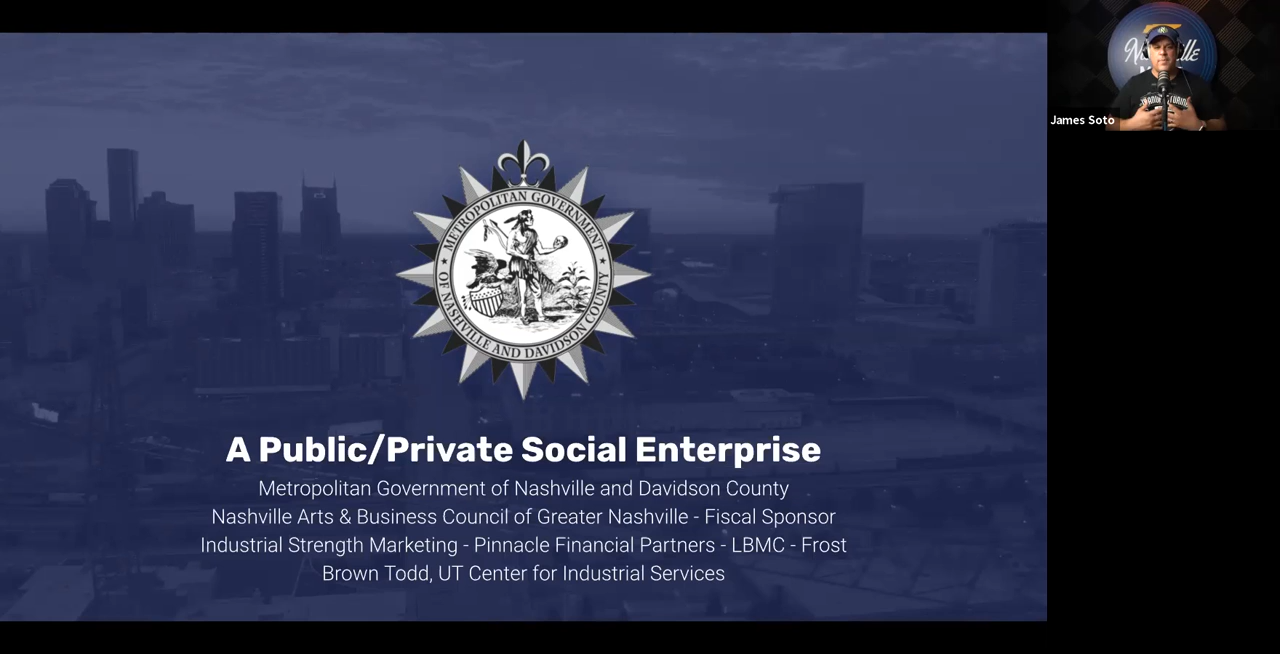 METROPOLITAN GOVERNMENT
OF NASHVILLE AND DAVIDSON COUNTY
A Public/Private Social Enterprise
Metropolitan Government of Nashville and Davidson County
Nashville Arts & Business Council of Greater Nashville - Fiscal Sponsor
Industrial Strength Marketing - Pinnacle Financial Partners - LBMC - Frost
Brown Todd, UT Center for Industrial Services
James Soto